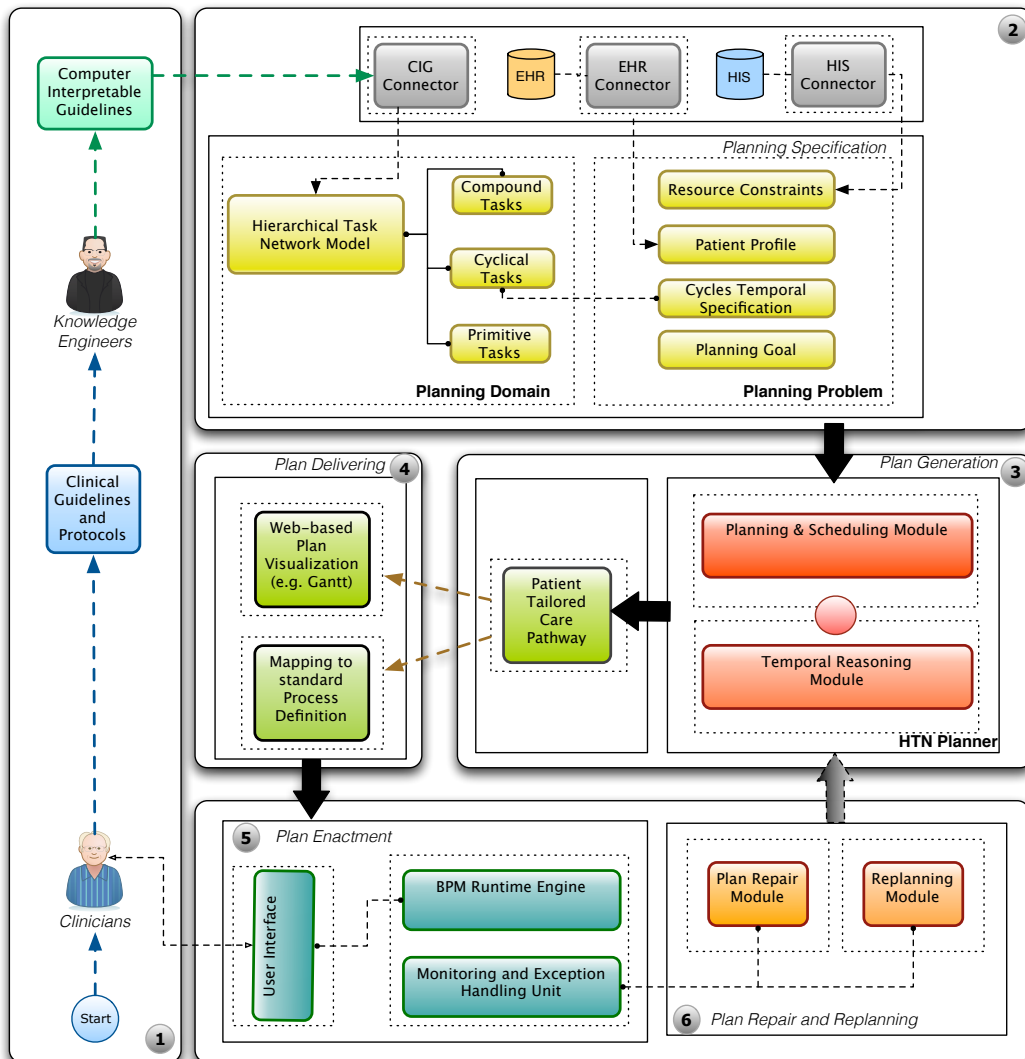 Computer
Interpretable
Guidelines
Knowledge
Engineers
Clinical
Guidelines
and
Protocols
Clinicians
Start
1
2
CIG
Connector
EHR
EHR
Connector
HIS
HIS
Connector
Planning Specification
Hierarchical Task
Network Model
Compound
Tasks
Cyclical
Tasks
Primitive
Tasks
Planning Domain
Resource Constraints
Patient Profile
Cycles Temporal
Specification
Planning Goal
Planning Problem
Plan Delivering
4
Web-based
Plan
Visualization
(e.g. Gantt)
Mapping to
standard
Process
Definition
Plan Generation
3
Patient
Tailored
Care
Pathway
Planning & Scheduling Module
Temporal Reasoning
Module
HTN Planner
5
Plan Enactment
User Interface
BPM Runtime Engine
Monitoring and Exception
Handling Unit
Plan Repair
Module
Replanning
Module
6
Plan Repair and Replanning